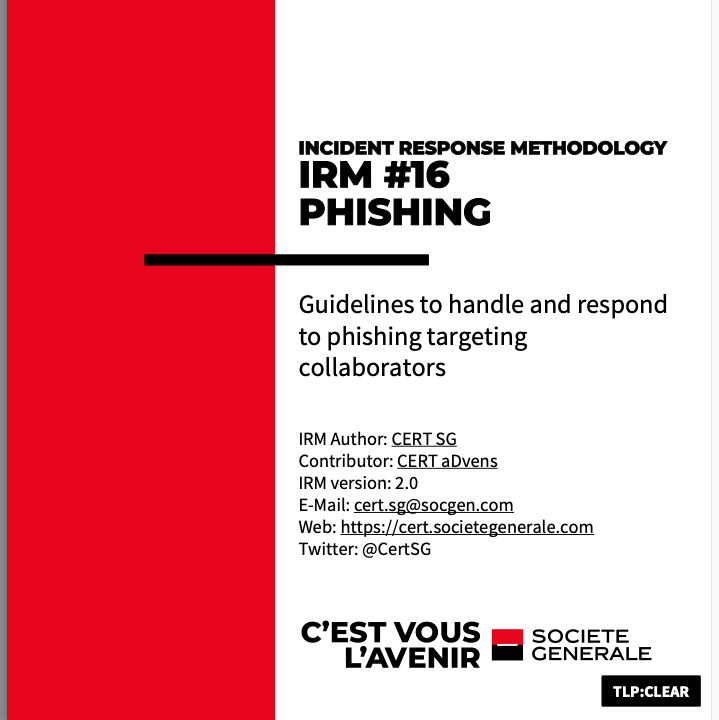 INCIDENT RESPONSE METHODOLOGY
IRM #16
PHISHING
Guidelines to handle and respond
to phishing targeting
collaborators
IRM Author: CERT SG
Contributor: CERT aDvens
IRM version: 2.0
E-Mail: cert.sg@socgen.com
Web: https://cert.societegenerale.com
Twitter: @CertSG
C’EST VOUS
L’AVENIR
SOCIETE
GENERALE
TLP:CLEAR